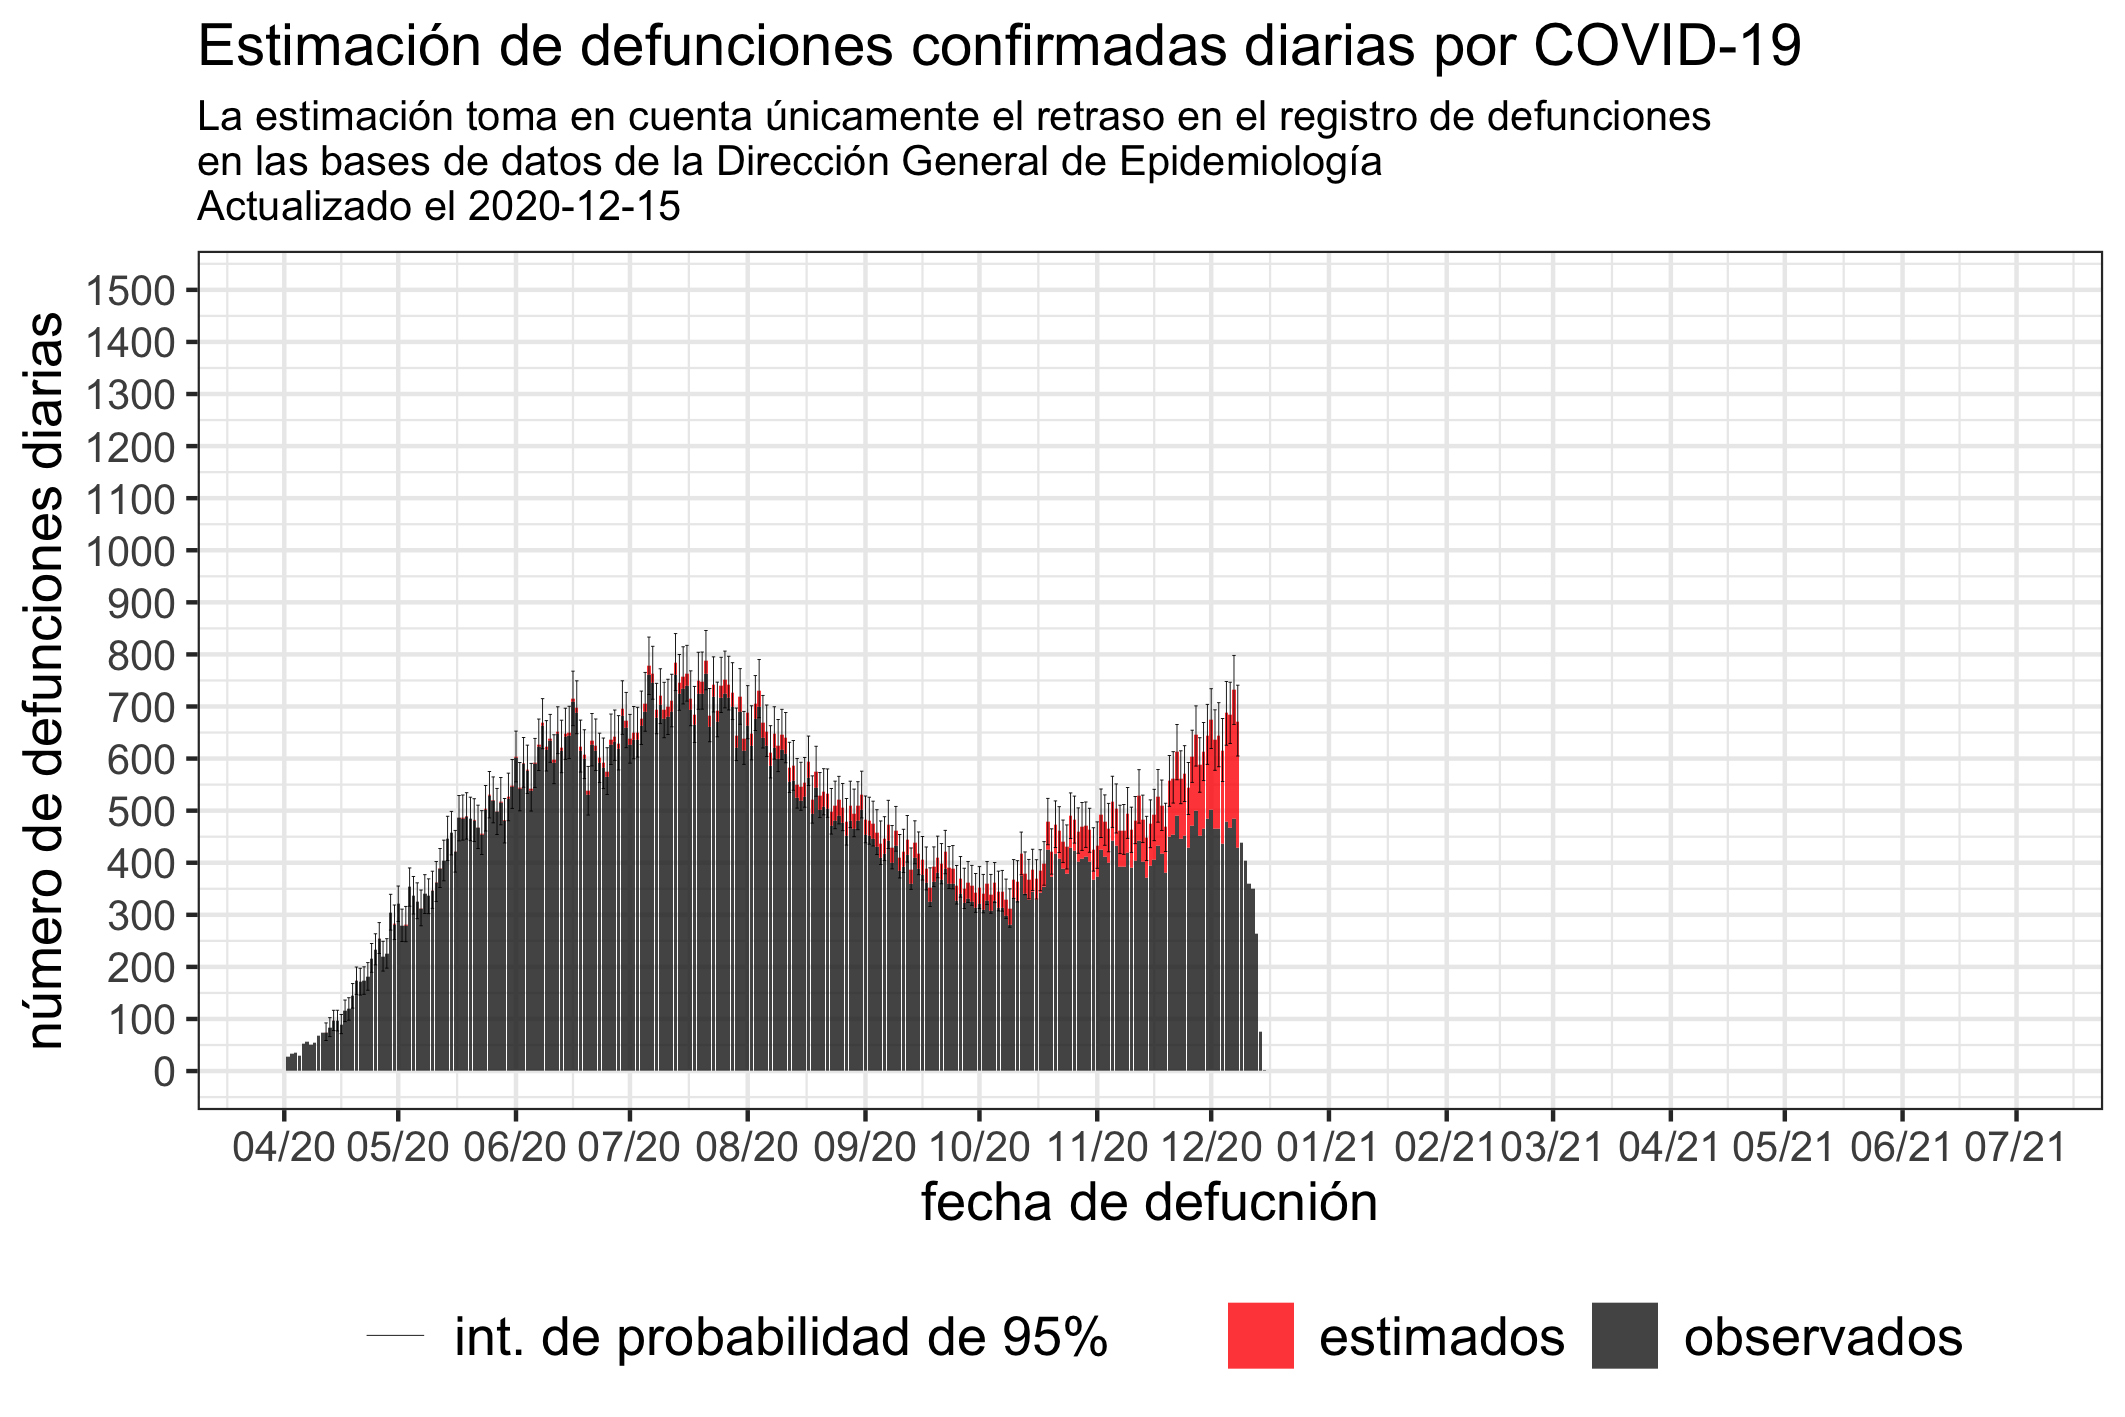 Estimación de defunciones confirmadas diarias por COVID-19
La estimación toma en cuenta únicamente el retraso en el registro de defunciones
en las bases de datos de la Dirección General de Epidemiología
Actualizado el 2020-12-15
número de defunciones diarias
1500
1400
1300
1200
1100
1000
900
800
700
600
500
400
300
200
100
0
04/20 05/20 06/20 07/20 08/20 09/20 10/20 11/20 12/20 01/21 02/21 03/21 04/21 05/21 06/21 07/21
fecha de defucnión
int. de probabilidad de 95% estimados observados